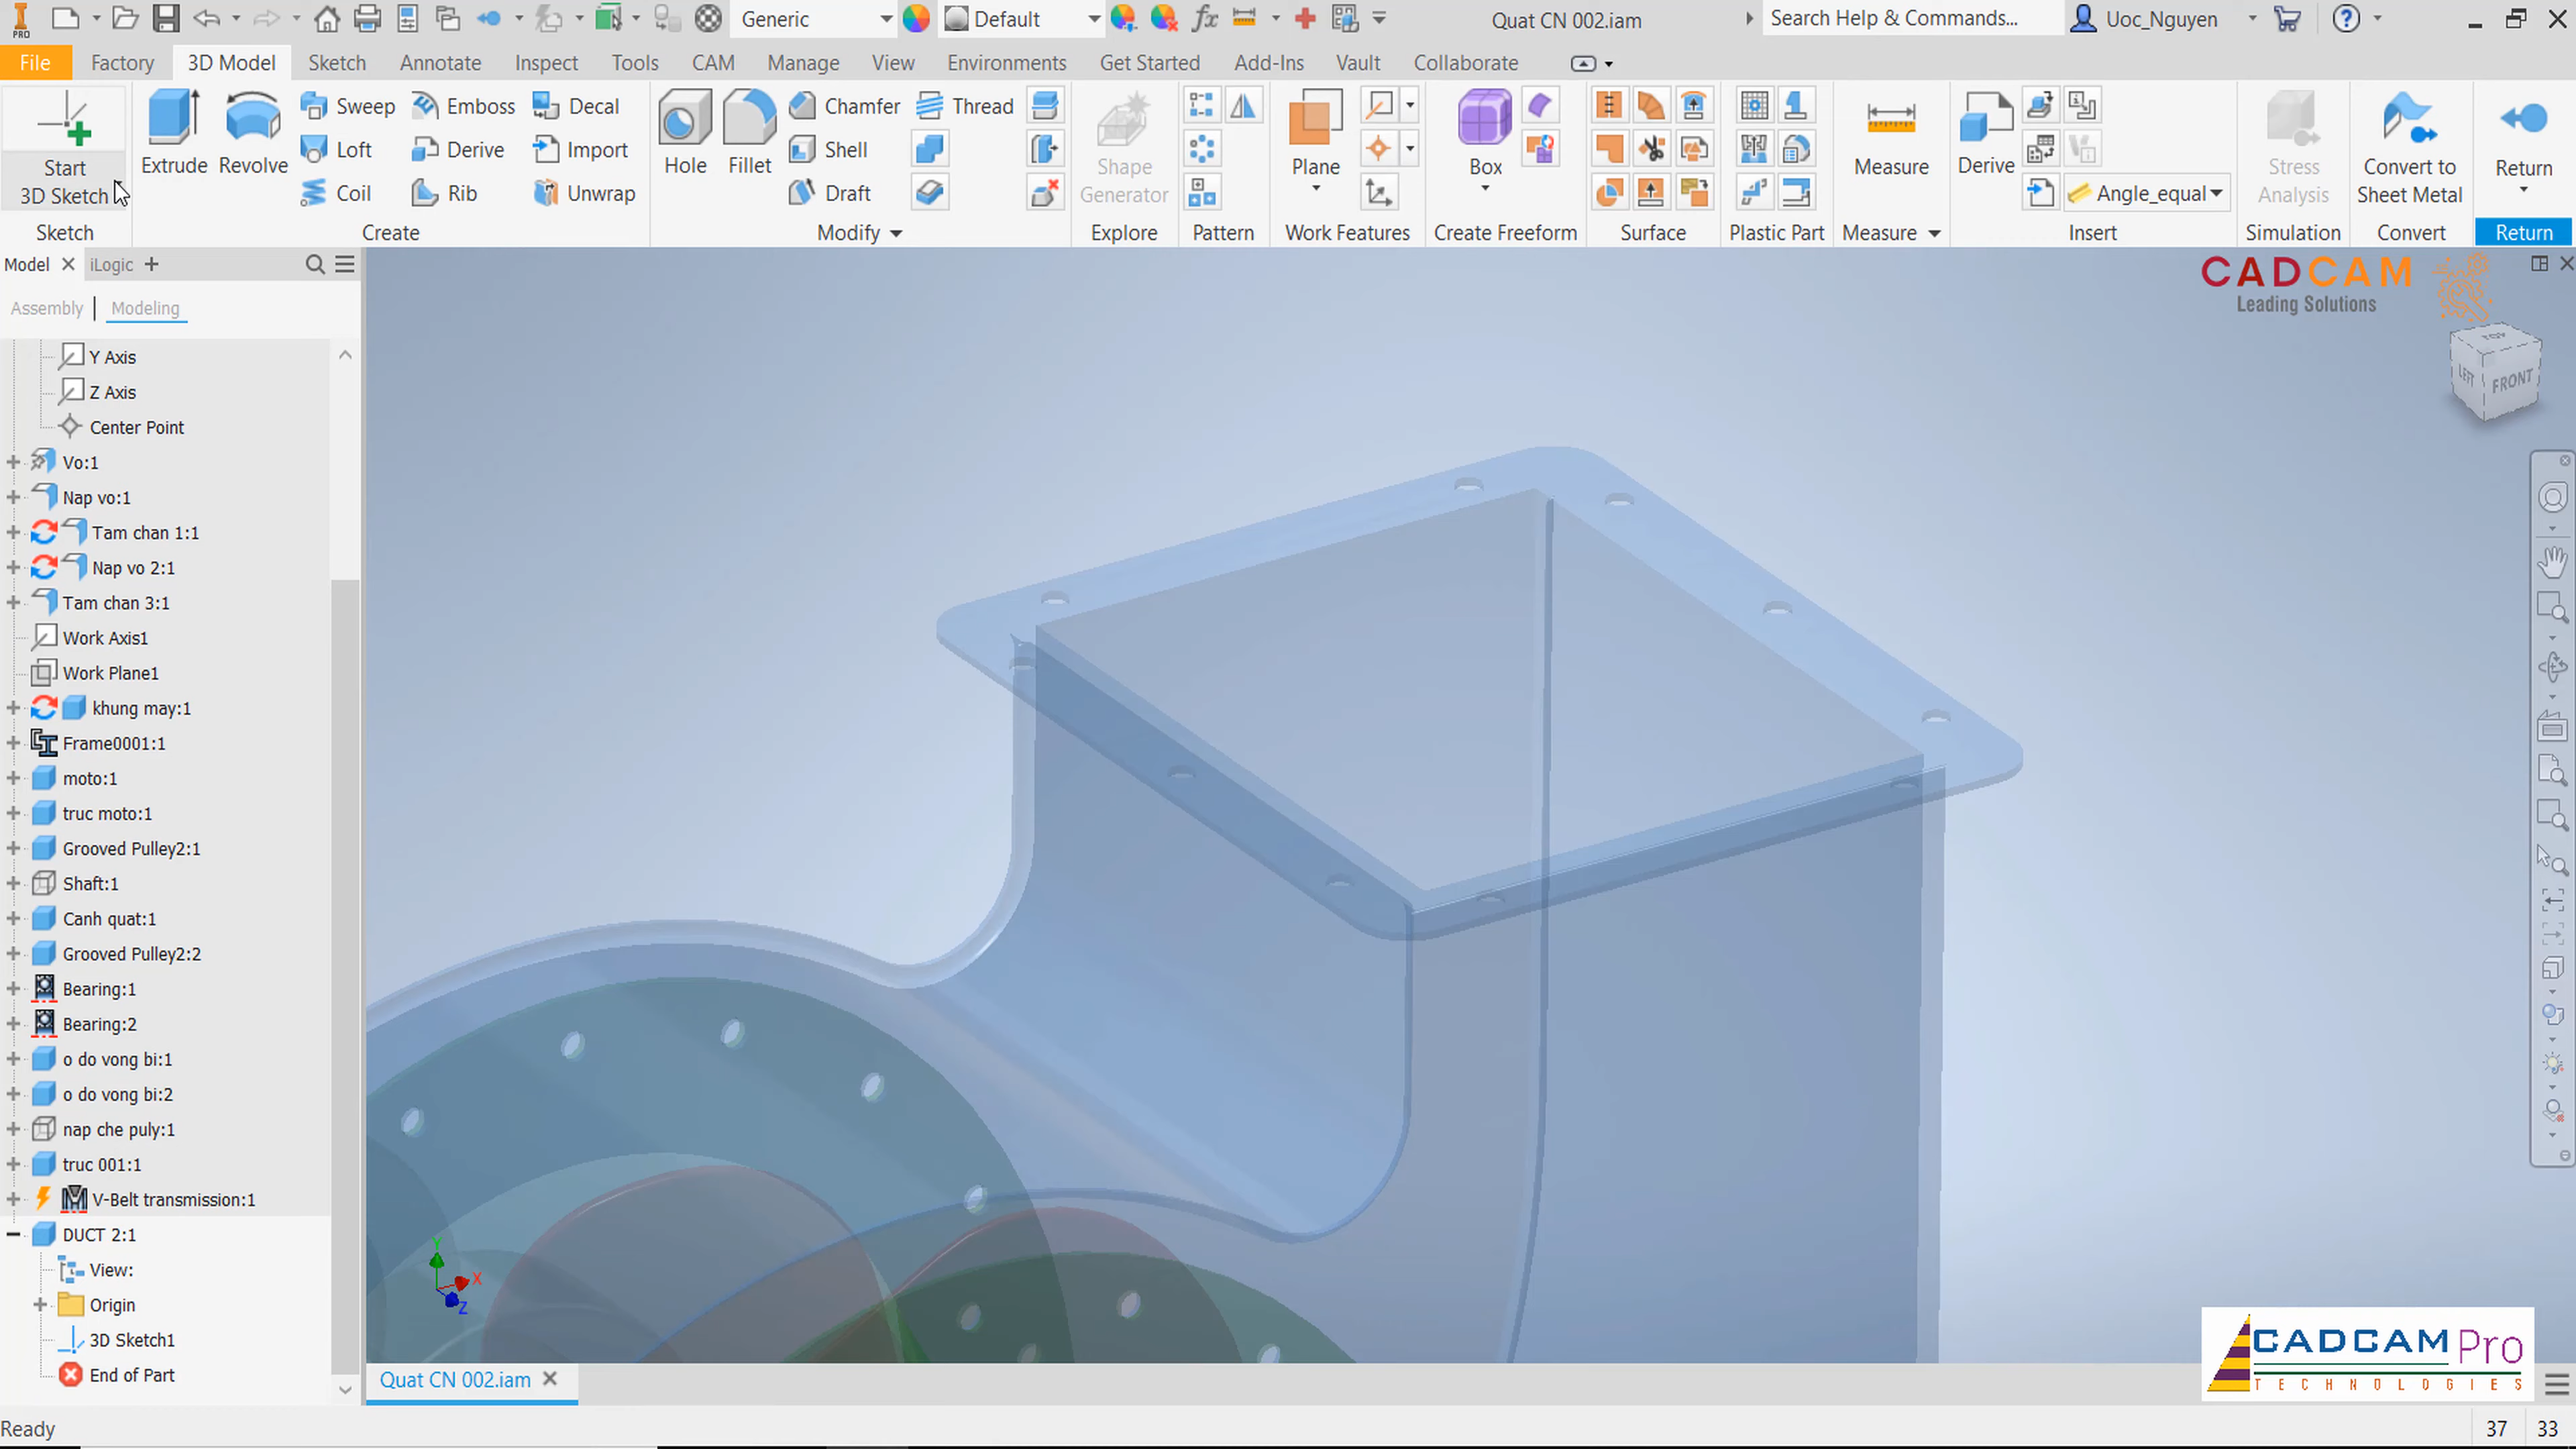 PRO
Generic
Default
fx
Quat CN 002.iam
Search Help & Commands...
Uoc_Nguyen
File
Factory
3D Model
Sketch
Annotate
Inspect
Tools
CAM
Manage
View
Environments
Get Started
Add-Ins
Vault
Collaborate
Start
3D Sketch
Extrude
Revolve
Sweep
Loft
Coil
Emboss
Derive
Rib
Decal
Import
Unwrap
Hole
Fillet
Chamfer
Shell
Draft
Thread
Shape
Generator
Plane
Box
Measure
Derive
Angle_equal
Stress
Analysis
Convert to
Sheet Metal
Return
Sketch
Create
Modify
Explore
Pattern
Work Features
Create Freeform
Surface
Plastic Part
Measure
Insert
Simulation
Convert
Return
Model
iLogic
Assembly
Modeling
Y Axis
Z Axis
Center Point
Vo:1
Nap vo:1
Tam chan 1:1
Nap vo 2:1
Tam chan 3:1
Work Axis1
Work Plane1
khung may:1
Frame0001:1
moto:1
truc moto:1
Grooved Pulley2:1
Shaft:1
Canh quat:1
Grooved Pulley2:2
Bearing:1
Bearing:2
o do vong bi:1
o do vong bi:2
nap che puly:1
truc 001:1
V-Belt transmission:1
DUCT 2:1
View:
Origin
3D Sketch1
End of Part
CADCAM
Leading Solutions
TOP
LEFT
FRONT
Y
X
Z
CADCAM Pro
TECHNOLOGIES
Quat CN 002.iam
Ready
37
33